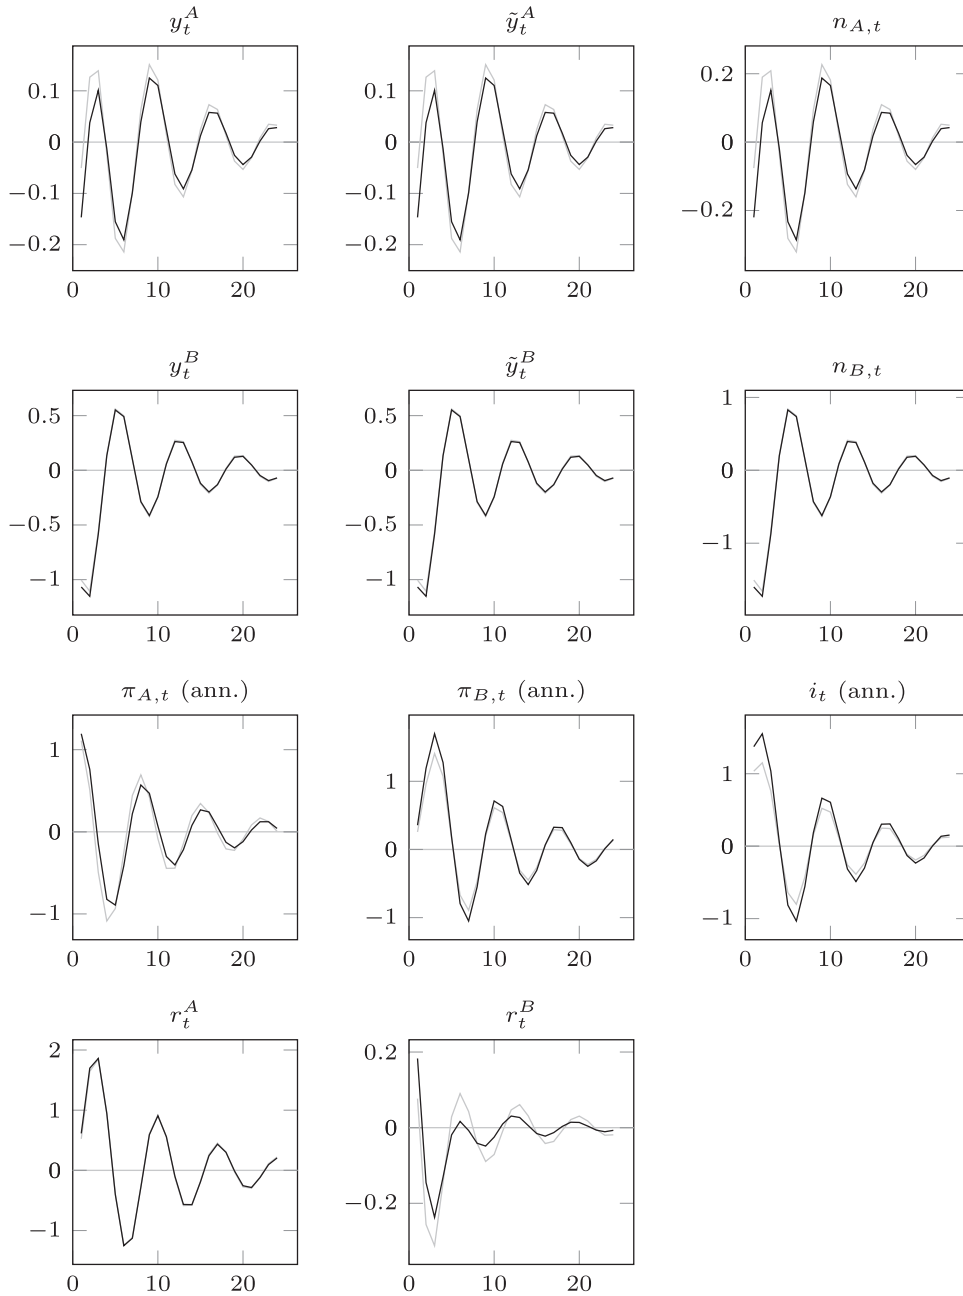 y_t^A ỹ_t^A n_{A,t}
0.1 0.1 0.2
0 0 0
−0.1 −0.1 −0.2
−0.2 −0.2
0 10 20 0 10 20 0 10 20
y_t^B ỹ_t^B n_{B,t}
0.5 0.5 1
0 0 0
−0.5 −0.5 −1
−1 −1
0 10 20 0 10 20 0 10 20
π_{A,t} (ann.) π_{B,t} (ann.) i_t (ann.)
1 1 1
0 0 0
−1 −1 −1
0 10 20 0 10 20 0 10 20
r_t^A r_t^B
2 0.2
1 0
0 −0.2
−1
0 10 20 0 10 20